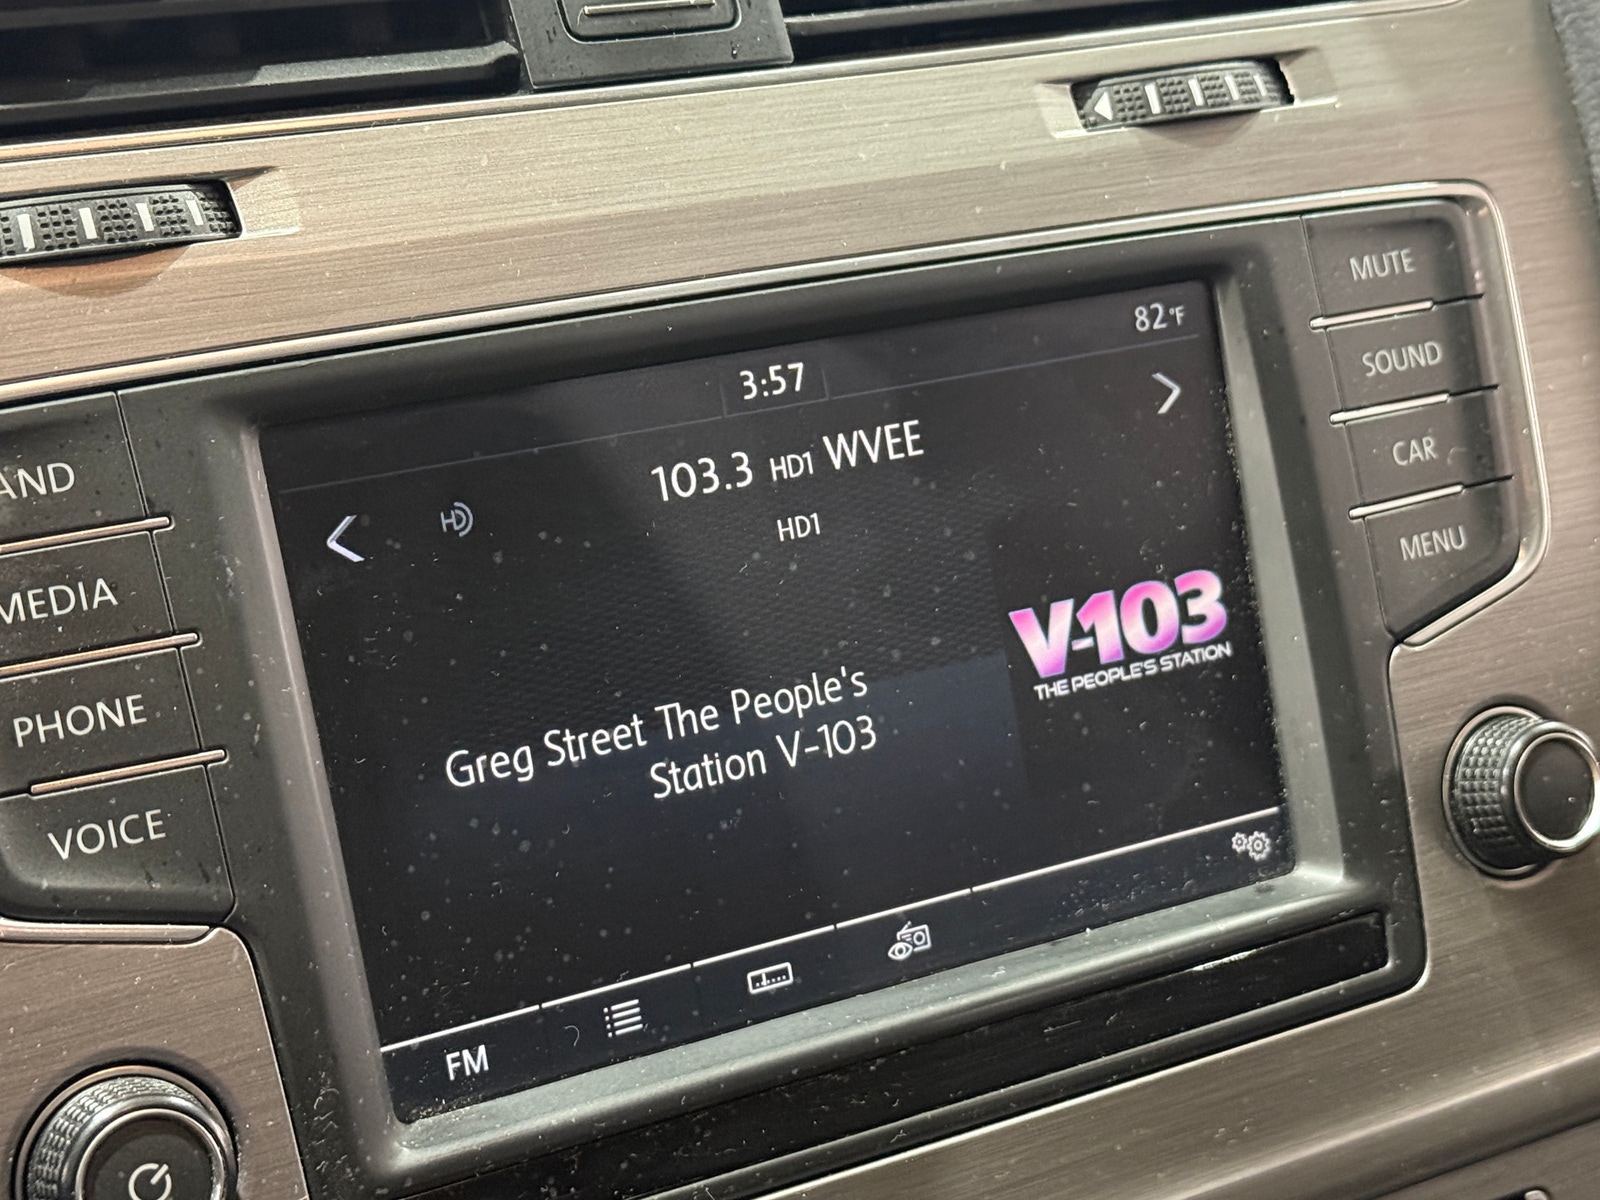 82°F
3:57
103.3 HD1 WVEE
HD
HD1
V-103
THE PEOPLE'S STATION
Greg Street The People's
Station V-103
FM
MUTE
SOUND
CAR
MENU
AND
MEDIA
PHONE
VOICE